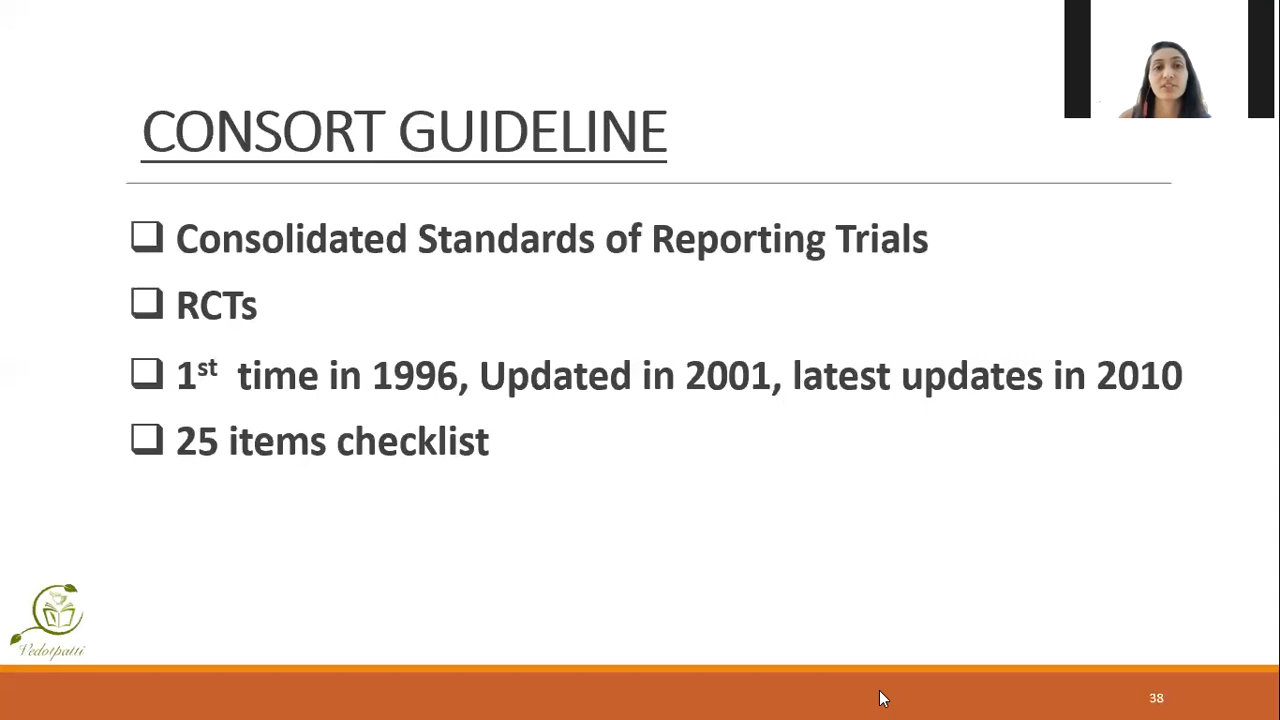 CONSORT GUIDELINE
Consolidated Standards of Reporting Trials
RCTs
1st time in 1996, Updated in 2001, latest updates in 2010
25 items checklist
Vedotpatti
38